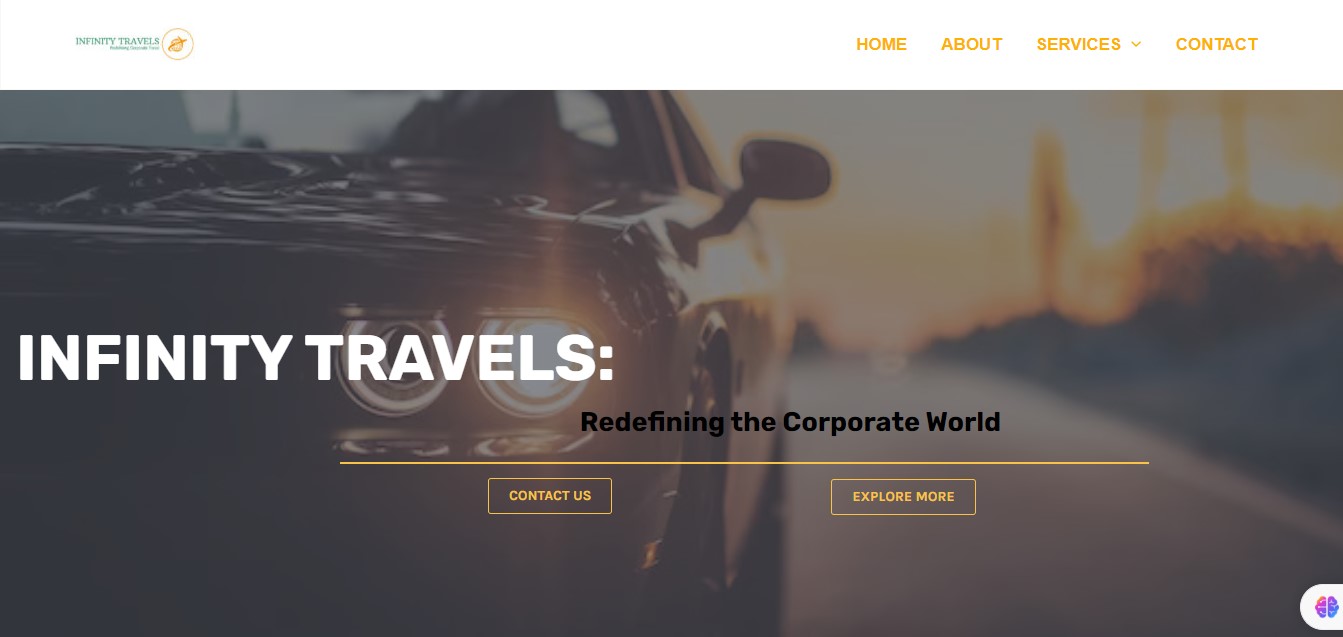 INFINITY TRAVELS
Redefining Corporate Travel
HOME
ABOUT
SERVICES
CONTACT
INFINITY TRAVELS:
Redefining the Corporate World
CONTACT US
EXPLORE MORE